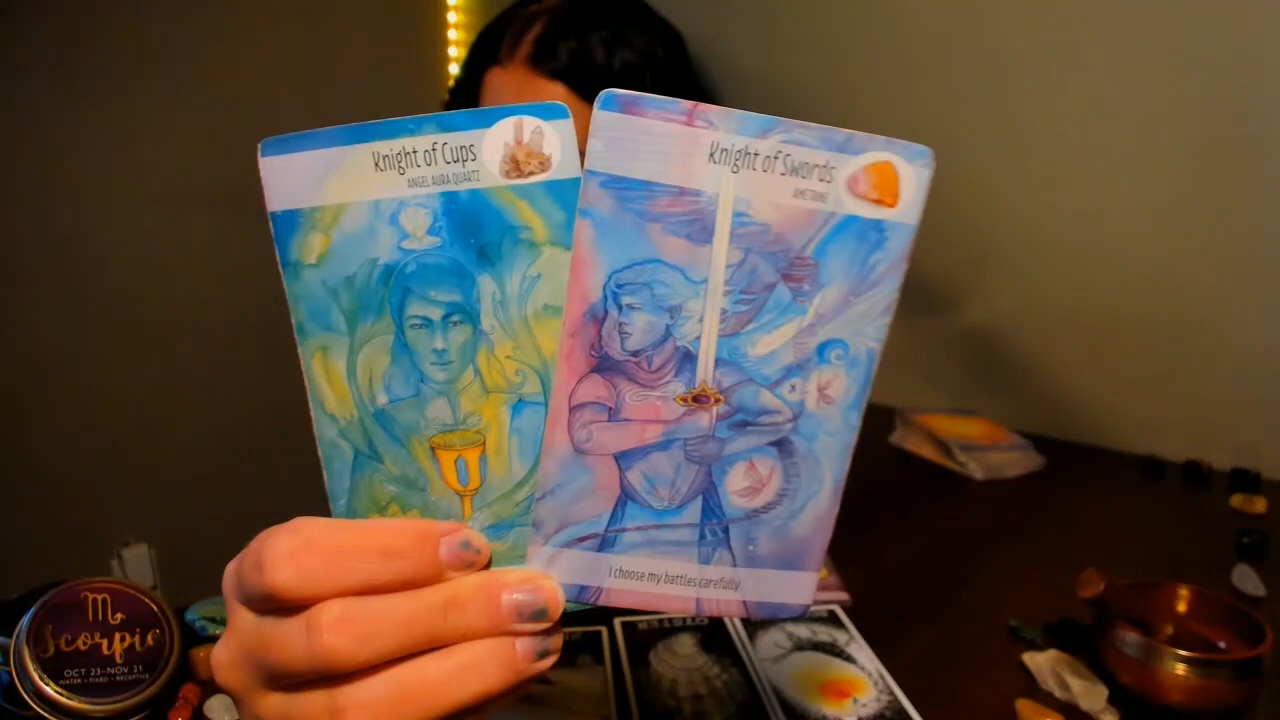 Knight of Cups
ANGEL AURA QUARTZ
Knight of Swords
AMETRINE
I choose my battles carefully
Scorpio
OCT 23–NOV 21
WATER • FIXED • RECEPTIVE
OYSTER